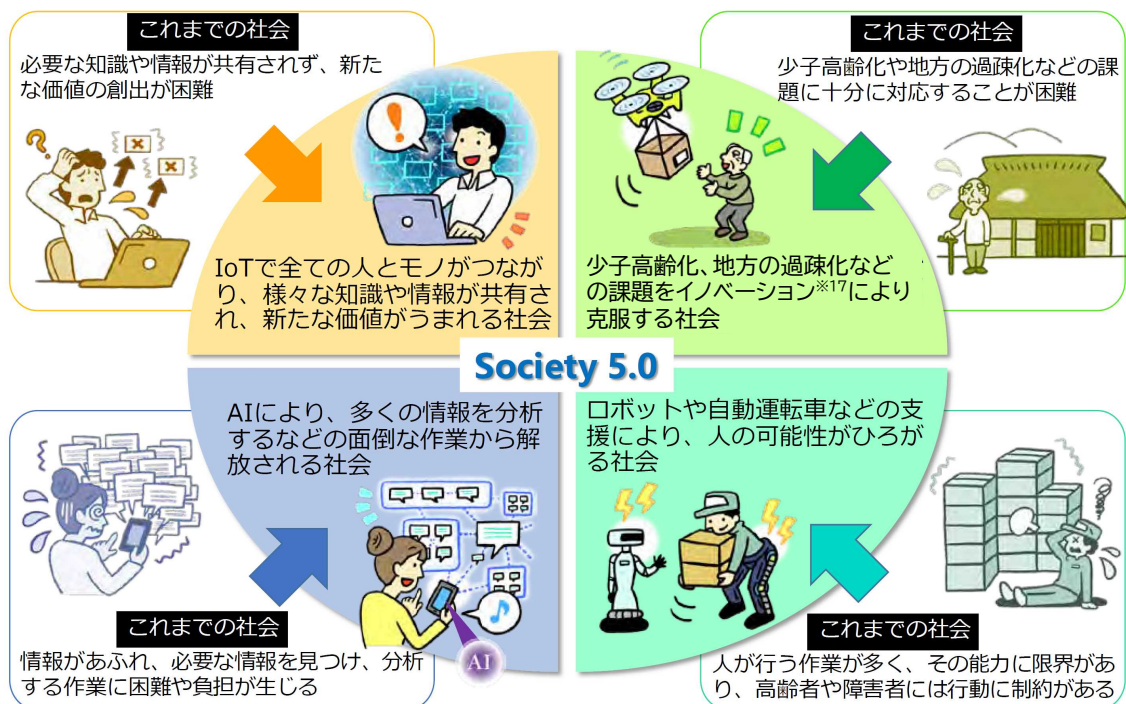 これまでの社会
必要な知識や情報が共有されず、新た
な価値の創出が困難
IoTで全ての人とモノがつなが
り、様々な知識や情報が共有さ
れ、新たな価値がうまれる社会
これまでの社会
少子高齢化や地方の過疎化などの課
題に十分に対応することが困難
少子高齢化、地方の過疎化など
の課題をイノベーション※17により
克服する社会
Society 5.0
AIにより、多くの情報を分析
するなどの面倒な作業から解
放される社会
AI
これまでの社会
情報があふれ、必要な情報を見つけ、分析
する作業に困難や負担が生じる
ロボットや自動運転車などの支
援により、人の可能性がひろが
る社会
これまでの社会
人が行う作業が多く、その能力に限界があ
り、高齢者や障害者には行動に制約がある